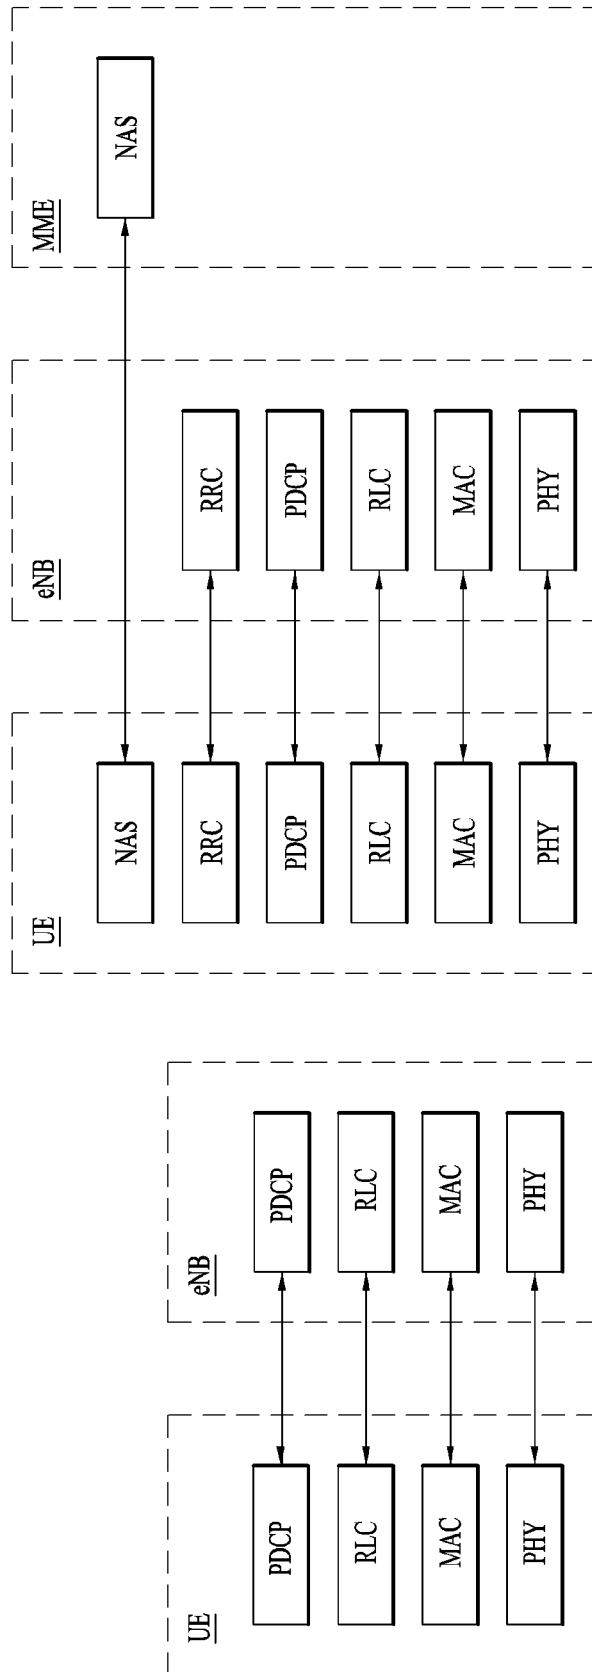 UE
eNB
PDCP
PDCP
RLC
RLC
MAC
MAC
PHY
PHY
UE
eNB
MME
NAS
NAS
RRC
RRC
PDCP
PDCP
RLC
RLC
MAC
MAC
PHY
PHY